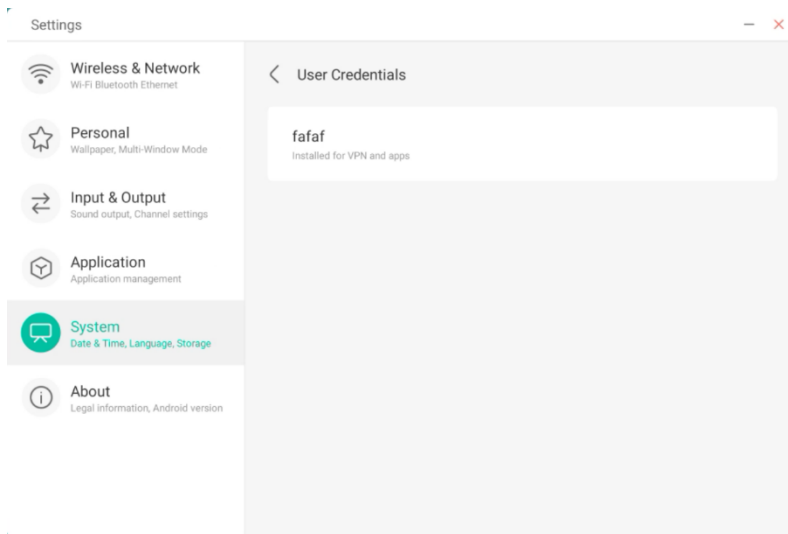 Settings
Wireless & Network
Wi-Fi Bluetooth Ethernet
Personal
Wallpaper, Multi-Window Mode
Input & Output
Sound output, Channel settings
Application
Application management
System
Date & Time, Language, Storage
About
Legal information, Android version
User Credentials
fafaf
Installed for VPN and apps